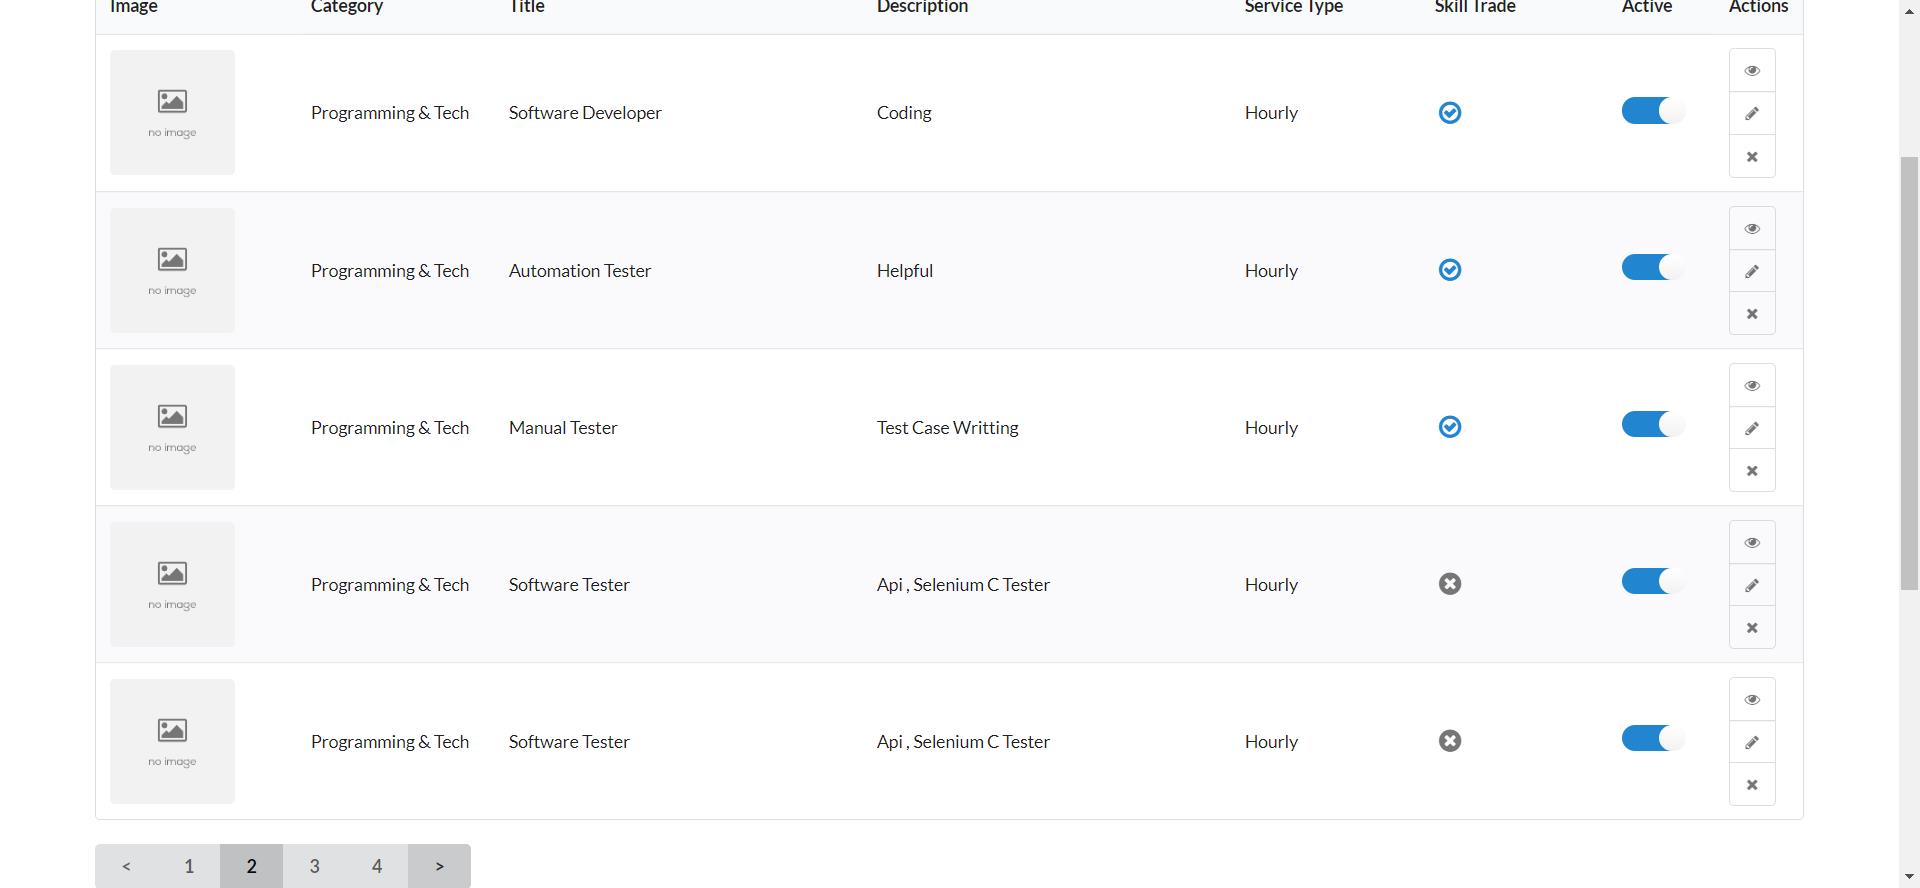 Image Category Title Description Service Type Skill Trade Active Actions
no image Programming & Tech Software Developer Coding Hourly
no image Programming & Tech Automation Tester Helpful Hourly
no image Programming & Tech Manual Tester Test Case Writting Hourly
no image Programming & Tech Software Tester Api , Selenium C Tester Hourly
no image Programming & Tech Software Tester Api , Selenium C Tester Hourly
< 1 2 3 4 >